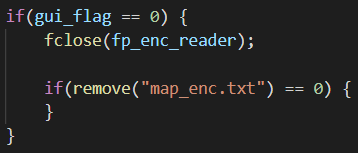 if(gui_flag == 0) {
    fclose(fp_enc_reader);

    if(remove("map_enc.txt") == 0) {
    }
}